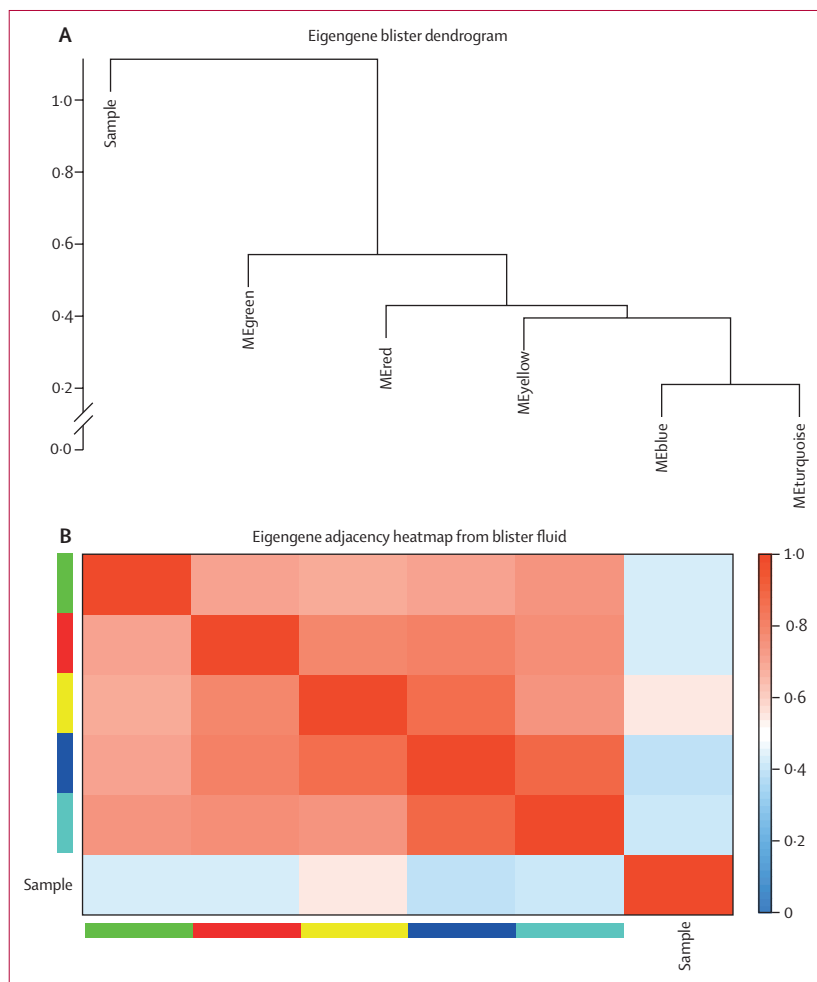 A
Eigengene blister dendrogram
1·0
0·8
0·6
0·4
0·2
0·0
Sample
MEgreen
MEred
MEyellow
MEblue
MEturquoise
B
Eigengene adjacency heatmap from blister fluid
1·0
0·8
0·6
0·4
0·2
0
Sample
Sample